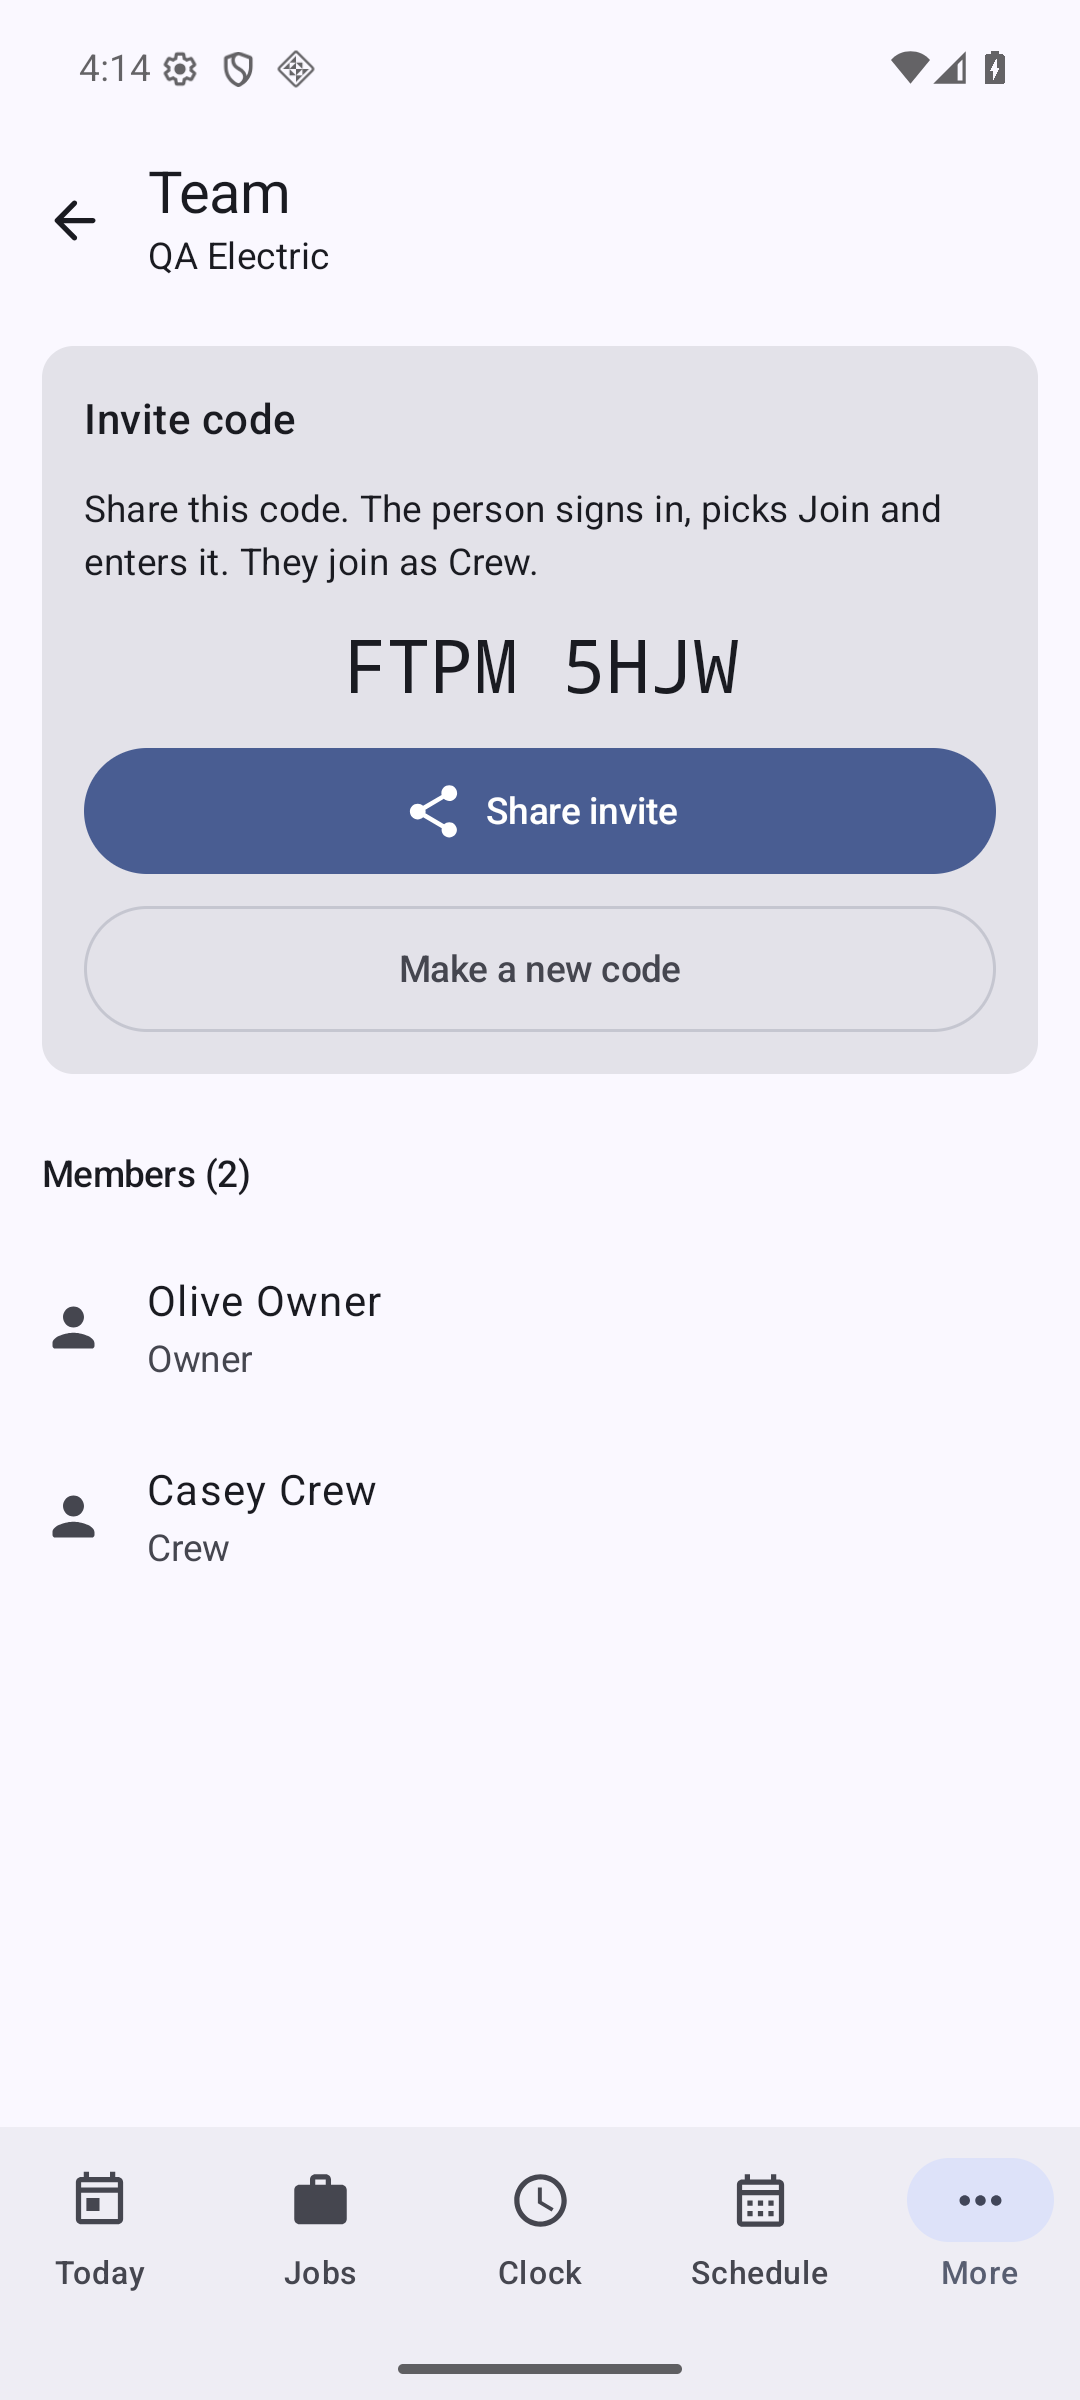 4:14
Team
QA Electric
Invite code
Share this code. The person signs in, picks Join and
enters it. They join as Crew.
FTPM 5HJW
Share invite
Make a new code
Members (2)
Olive Owner
Owner
Casey Crew
Crew
Today
Jobs
Clock
Schedule
More